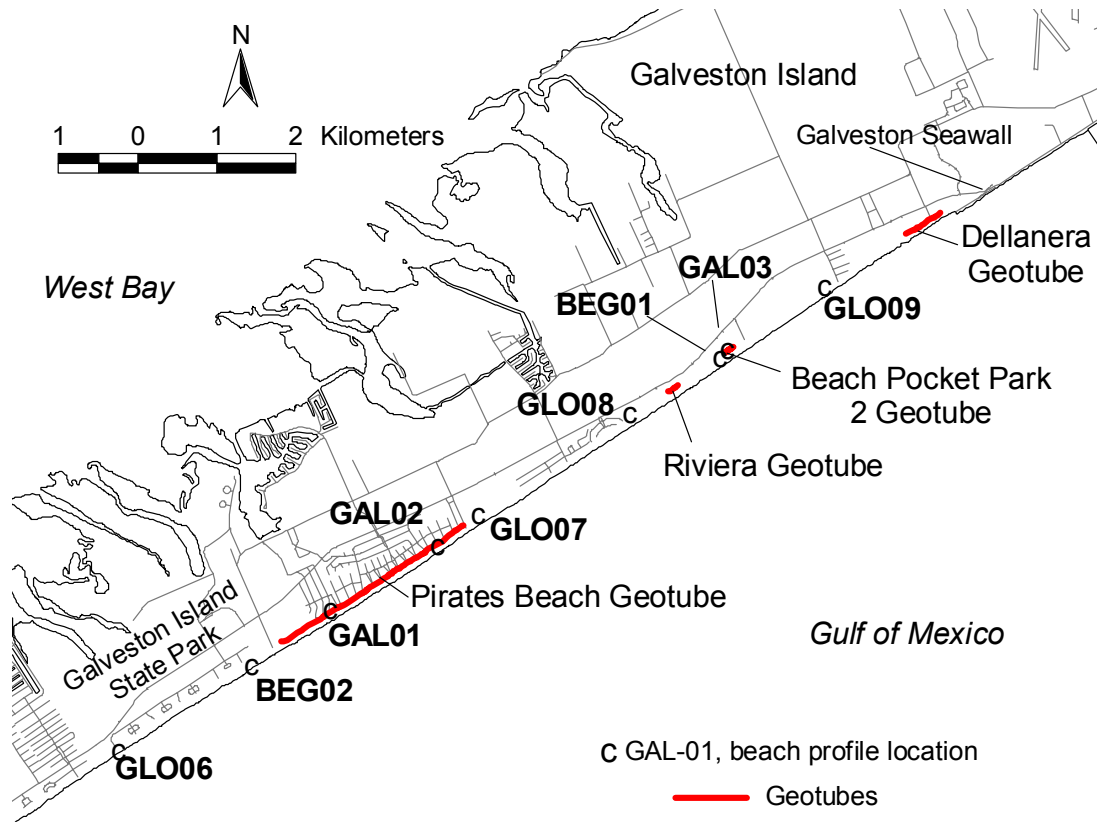 N
Galveston Island
1 0 1 2 Kilometers
Galveston Seawall
Dellanera
Geotube
West Bay
GAL03
BEG01
c
GLO09
c
c
Beach Pocket Park
2 Geotube
GLO08
c
Riviera Geotube
GAL02
c
GLO07
c
Pirates Beach Geotube
c
GAL01
Galveston Island
State Park
Gulf of Mexico
c
BEG02
c
GLO06
c GAL-01, beach profile location
Geotubes